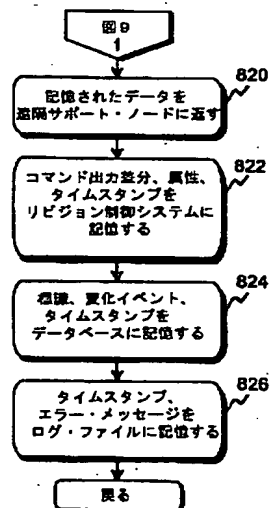 図9
1
820
記憶されたデータを
遠隔サポート・ノードに返す
822
コマンド出力差分、属性、
タイムスタンプを
リビジョン制御システムに
記憶する
824
標識、変化イベント、
タイムスタンプを
データベースに記憶する
826
タイムスタンプ、
エラー・メッセージを
ログ・ファイルに記憶する
戻る